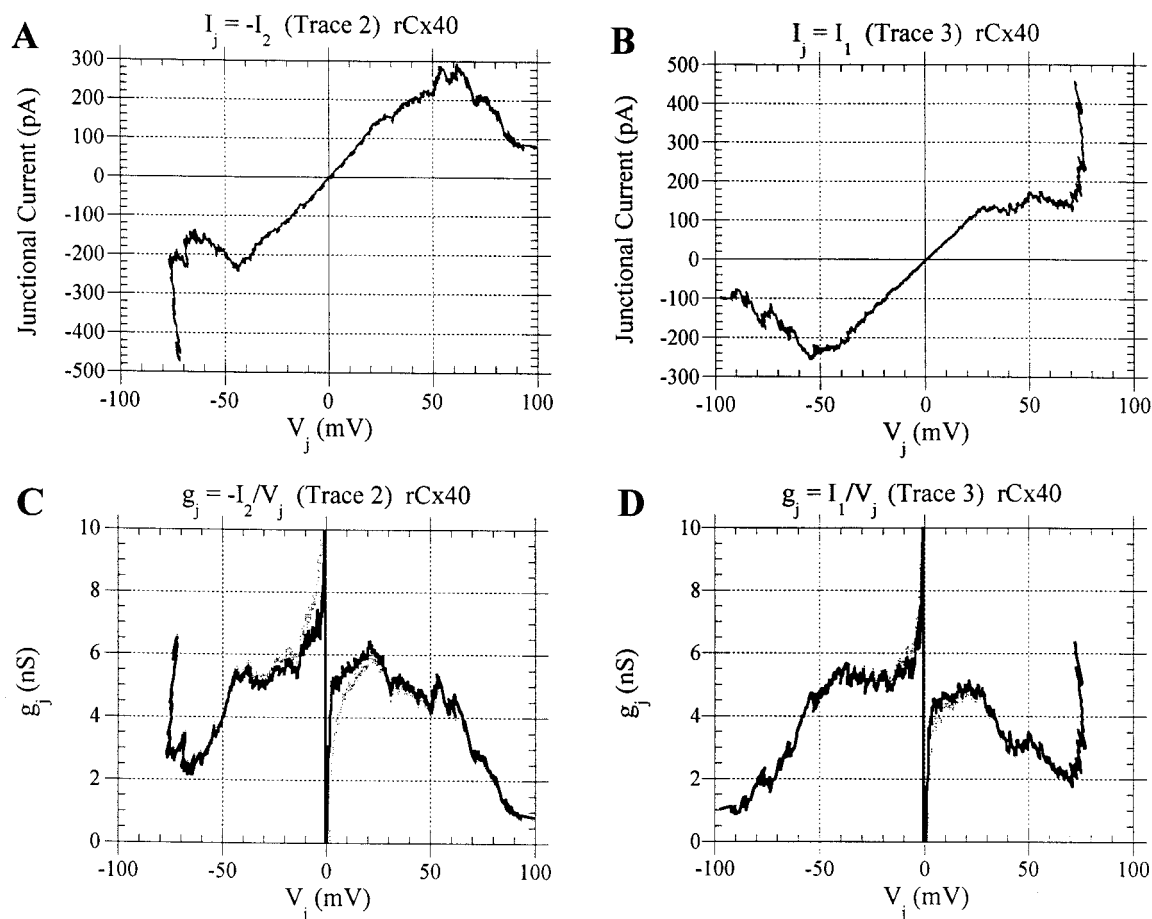 A
I_j = -I_2 (Trace 2) rCx40
Junctional Current (pA)
300
200
100
0
-100
-200
-300
-400
-500
-100 -50 0 50 100
V_j (mV)
B
I_j = I_1 (Trace 3) rCx40
Junctional Current (pA)
500
400
300
200
100
0
-100
-200
-300
-100 -50 0 50 100
V_j (mV)
C
g_j = -I_2/V_j (Trace 2) rCx40
g_j (nS)
10
8
6
4
2
0
-100 -50 0 50 100
V_j (mV)
D
g_j = I_1/V_j (Trace 3) rCx40
g_j (nS)
10
8
6
4
2
0
-100 -50 0 50 100
V_j (mV)